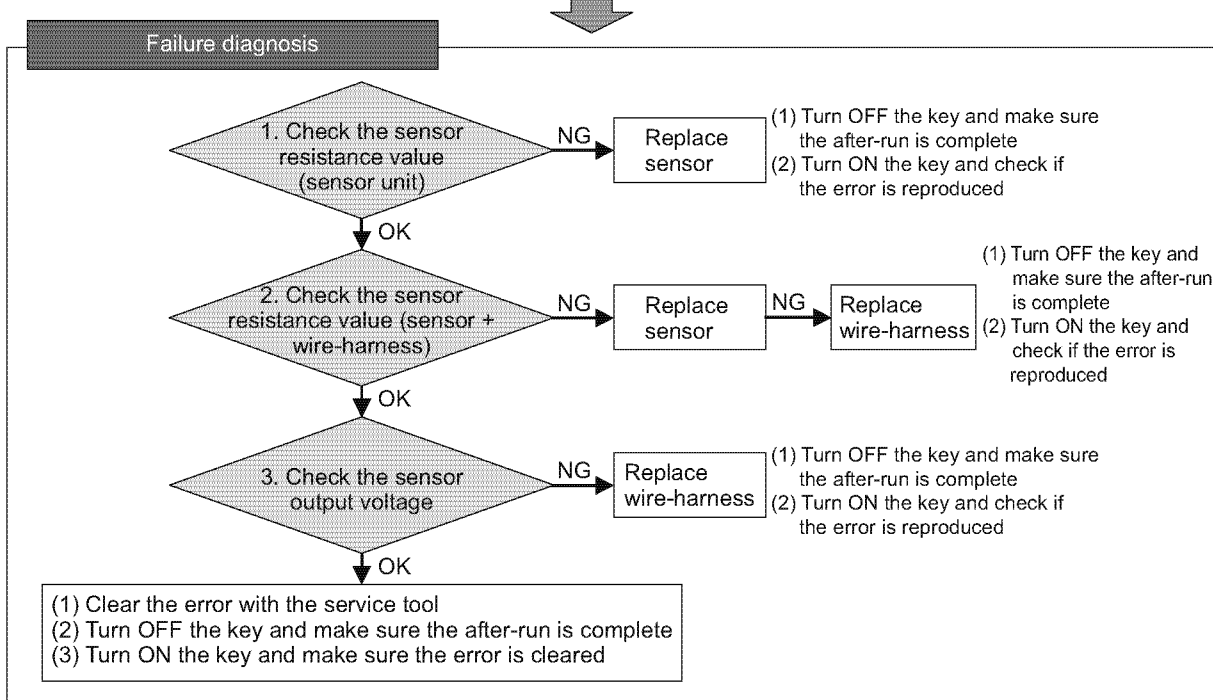 Failure diagnosis
1. Check the sensor
resistance value
(sensor unit)
NG
Replace
sensor
(1) Turn OFF the key and make sure
the after-run is complete
(2) Turn ON the key and check if
the error is reproduced
OK
2. Check the sensor
resistance value (sensor +
wire-harness)
NG
Replace
sensor
NG
Replace
wire-harness
(1) Turn OFF the key and
make sure the after-run
is complete
(2) Turn ON the key and
check if the error is
reproduced
OK
3. Check the sensor
output voltage
NG
Replace
wire-harness
(1) Turn OFF the key and make sure
the after-run is complete
(2) Turn ON the key and check if
the error is reproduced
OK
(1) Clear the error with the service tool
(2) Turn OFF the key and make sure the after-run is complete
(3) Turn ON the key and make sure the error is cleared